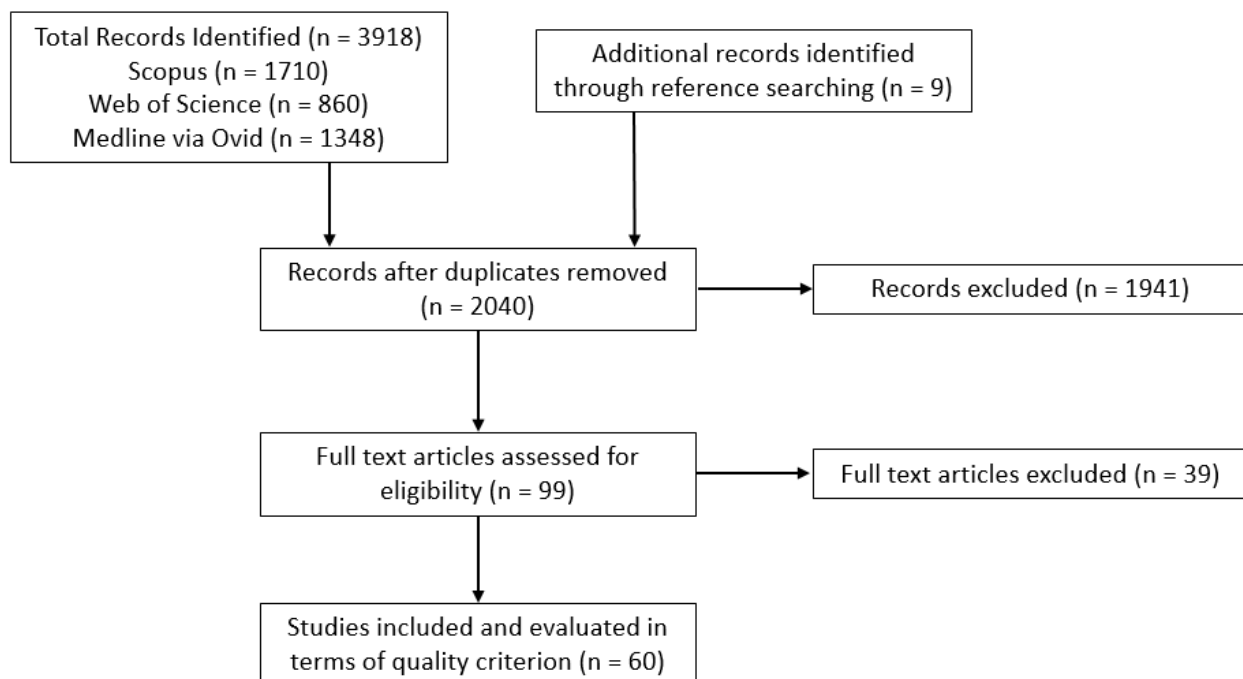 Total Records Identified (n = 3918)
Scopus (n = 1710)
Web of Science (n = 860)
Medline via Ovid (n = 1348)
Additional records identified
through reference searching (n = 9)
Records after duplicates removed
(n = 2040)
Records excluded (n = 1941)
Full text articles assessed for
eligibility (n = 99)
Full text articles excluded (n = 39)
Studies included and evaluated in
terms of quality criterion (n = 60)